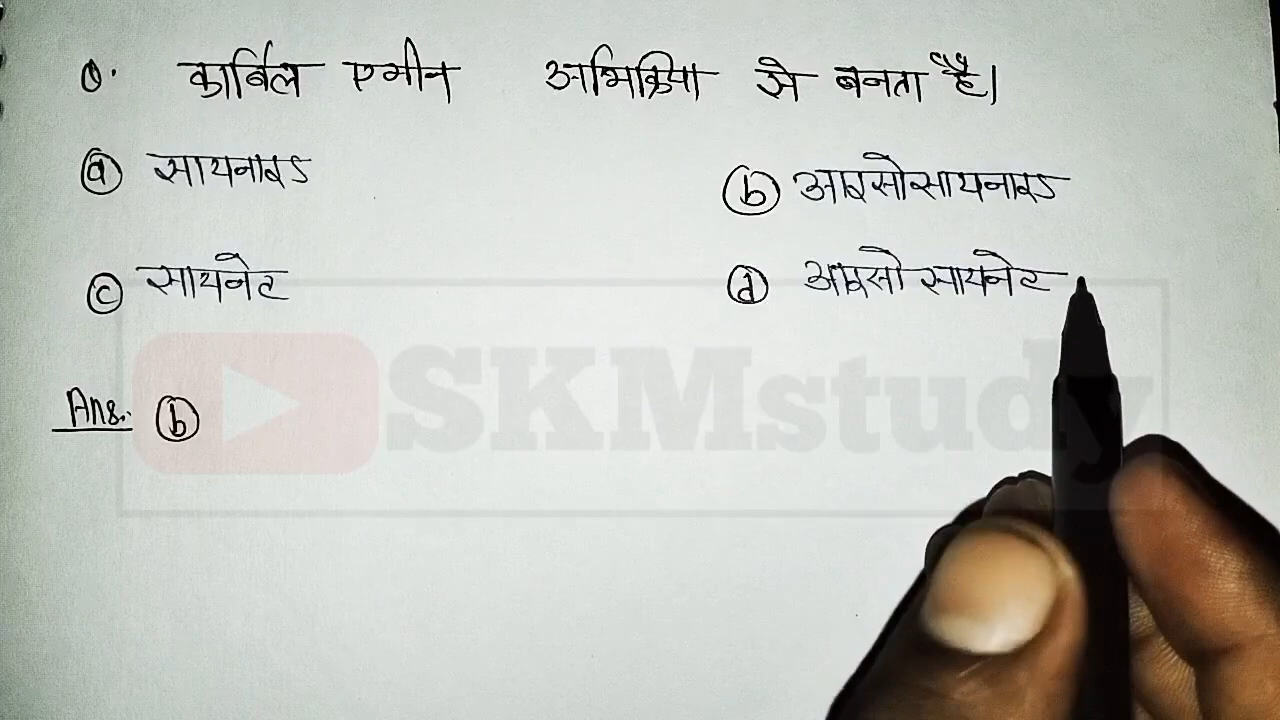 Q. कार्बिल एमीन अभिक्रिया से बनता है।
(a) सायनाइड (b) आइसोसायनाइड
(c) सायनेट (d) आइसो सायनेट
SKMstudy
Ans. (b)